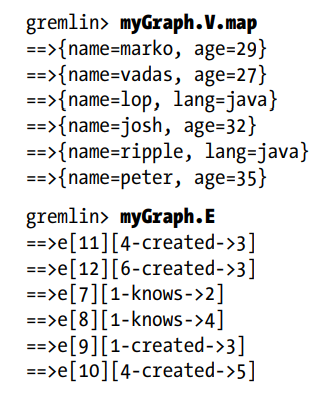 gremlin> myGraph.V.map
==>{name=marko, age=29}
==>{name=vadas, age=27}
==>{name=lop, lang=java}
==>{name=josh, age=32}
==>{name=ripple, lang=java}
==>{name=peter, age=35}
gremlin> myGraph.E
==>e[11][4-created->3]
==>e[12][6-created->3]
==>e[7][1-knows->2]
==>e[8][1-knows->4]
==>e[9][1-created->3]
==>e[10][4-created->5]